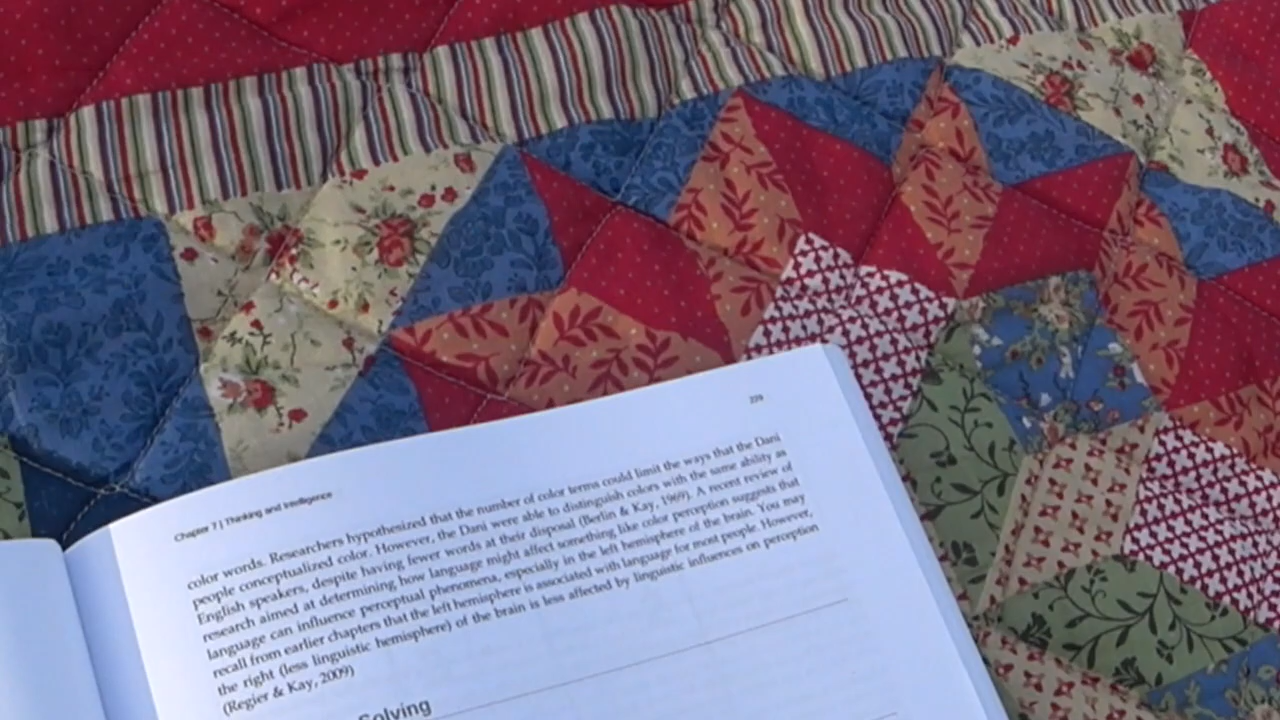 239
Chapter 7 | Thinking and Intelligence
color words. Researchers hypothesized that the number of color terms could limit the ways that the Dani
people conceptualized color. However, the Dani were able to distinguish colors with the same ability as
English speakers, despite having fewer words at their disposal (Berlin & Kay, 1969). A recent review of
research aimed at determining how language might affect something like color perception suggests that
language can influence perceptual phenomena, especially in the left hemisphere of the brain. You may
recall from earlier chapters that the left hemisphere is associated with language for most people. However,
the right (less linguistic hemisphere) of the brain is less affected by linguistic influences on perception
(Regier & Kay, 2009)
Solving